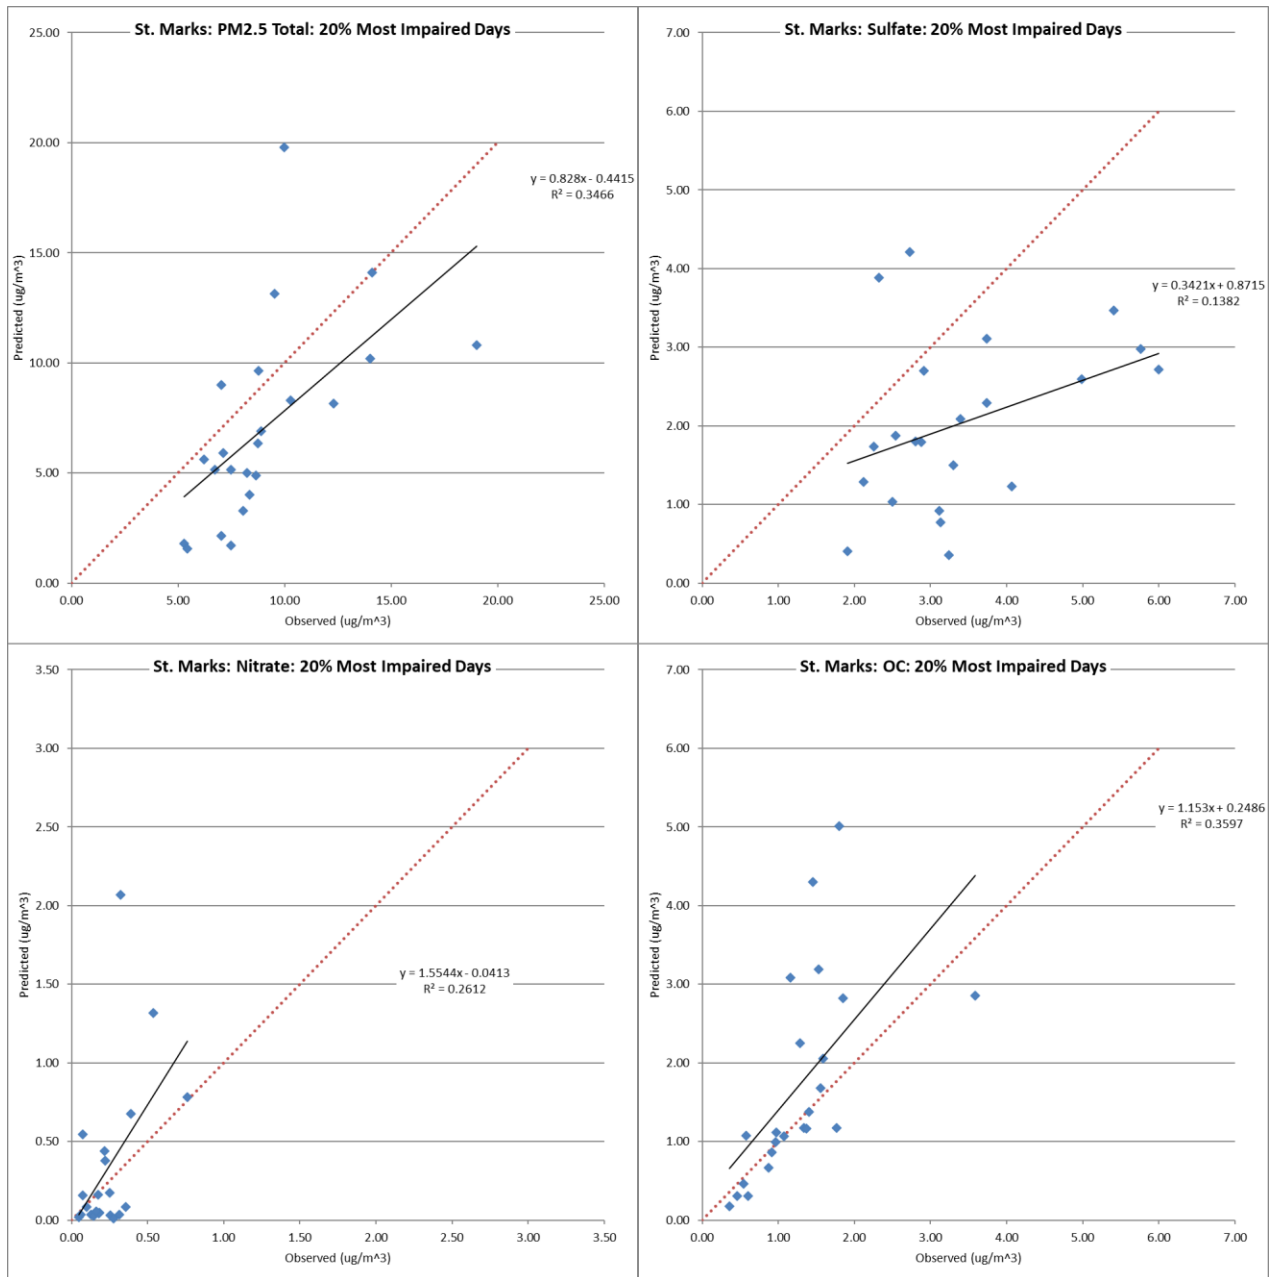 St. Marks: PM2.5 Total: 20% Most Impaired Days
25.00
20.00
15.00
10.00
5.00
0.00
Predicted (ug/m^3)
y = 0.828x - 0.4415
R² = 0.3466
0.00 5.00 10.00 15.00 20.00 25.00
Observed (ug/m^3)
St. Marks: Sulfate: 20% Most Impaired Days
7.00
6.00
5.00
4.00
3.00
2.00
1.00
0.00
Predicted (ug/m^3)
y = 0.3421x + 0.8715
R² = 0.1382
0.00 1.00 2.00 3.00 4.00 5.00 6.00 7.00
Observed (ug/m^3)
St. Marks: Nitrate: 20% Most Impaired Days
3.50
3.00
2.50
2.00
1.50
1.00
0.50
0.00
Predicted (ug/m^3)
y = 1.5544x - 0.0413
R² = 0.2612
0.00 0.50 1.00 1.50 2.00 2.50 3.00 3.50
Observed (ug/m^3)
St. Marks: OC: 20% Most Impaired Days
7.00
6.00
5.00
4.00
3.00
2.00
1.00
0.00
Predicted (ug/m^3)
y = 1.153x + 0.2486
R² = 0.3597
0.00 1.00 2.00 3.00 4.00 5.00 6.00 7.00
Observed (ug/m^3)